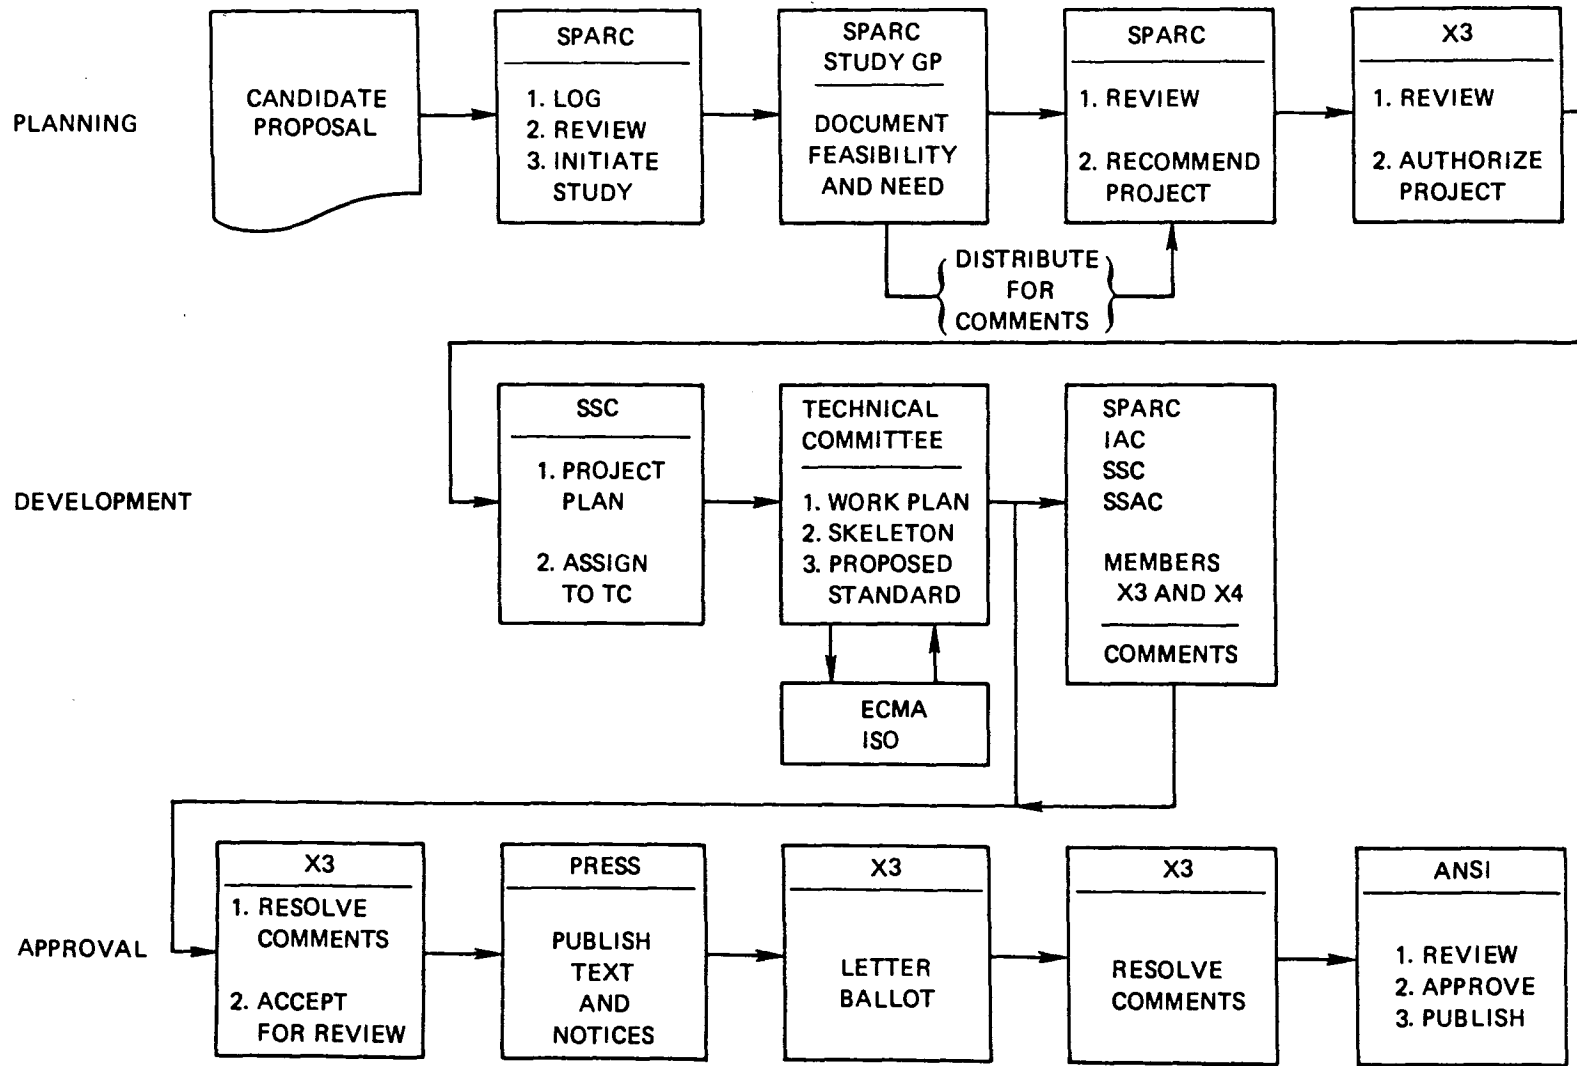 PLANNING
CANDIDATE
PROPOSAL
SPARC
1. LOG
2. REVIEW
3. INITIATE
STUDY
SPARC
STUDY GP
DOCUMENT
FEASIBILITY
AND NEED
SPARC
1. REVIEW
2. RECOMMEND
PROJECT
X3
1. REVIEW
2. AUTHORIZE
PROJECT
DISTRIBUTE
FOR
COMMENTS
DEVELOPMENT
SSC
1. PROJECT
PLAN
2. ASSIGN
TO TC
TECHNICAL
COMMITTEE
1. WORK PLAN
2. SKELETON
3. PROPOSED
STANDARD
ECMA
ISO
SPARC
IAC
SSC
SSAC
MEMBERS
X3 AND X4
COMMENTS
APPROVAL
X3
1. RESOLVE
COMMENTS
2. ACCEPT
FOR REVIEW
PRESS
PUBLISH
TEXT
AND
NOTICES
X3
LETTER
BALLOT
X3
RESOLVE
COMMENTS
ANSI
1. REVIEW
2. APPROVE
3. PUBLISH